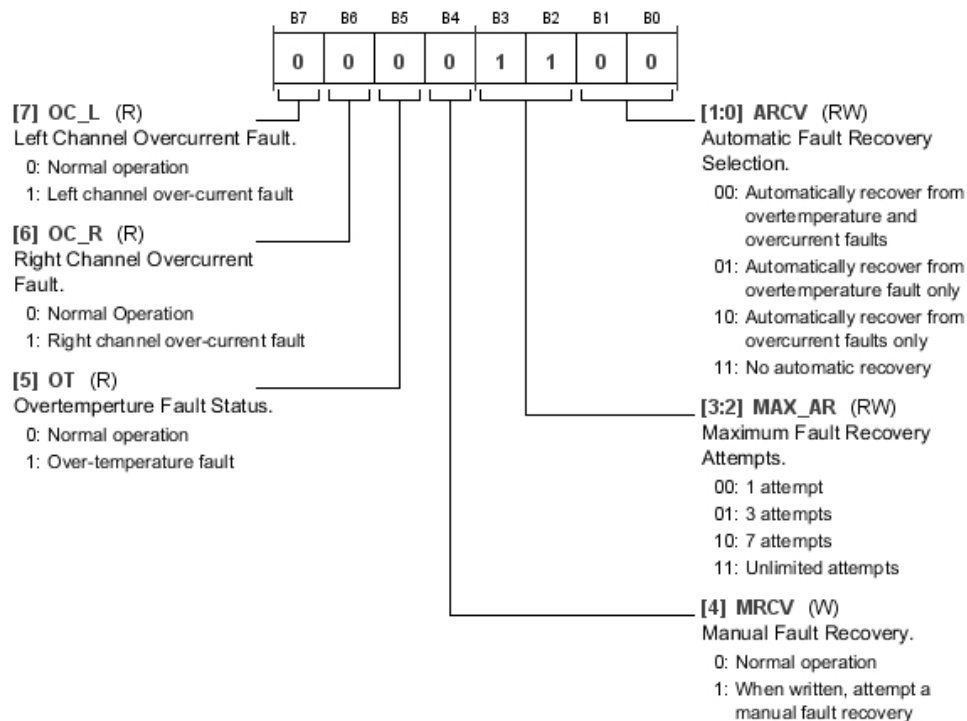 B7 B6 B5 B4 B3 B2 B1 B0
0 0 0 0 1 1 0 0
[7] OC_L (R)
Left Channel Overcurrent Fault.
0: Normal operation
1: Left channel over-current fault
[6] OC_R (R)
Right Channel Overcurrent
Fault.
0: Normal Operation
1: Right channel over-current fault
[5] OT (R)
Overtemperture Fault Status.
0: Normal operation
1: Over-temperature fault
[1:0] ARCV (RW)
Automatic Fault Recovery
Selection.
00: Automatically recover from
overtemperature and
overcurrent faults
01: Automatically recover from
overtemperature fault only
10: Automatically recover from
overcurrent faults only
11: No automatic recovery
[3:2] MAX_AR (RW)
Maximum Fault Recovery
Attempts.
00: 1 attempt
01: 3 attempts
10: 7 attempts
11: Unlimited attempts
[4] MRCV (W)
Manual Fault Recovery.
0: Normal operation
1: When written, attempt a
manual fault recovery